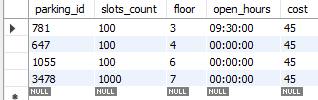 parking_id slots_count floor open_hours cost
781 100 3 09:30:00 45
647 100 4 00:00:00 45
1055 100 6 00:00:00 45
3478 1000 7 00:00:00 45
NULL NULL NULL NULL NULL